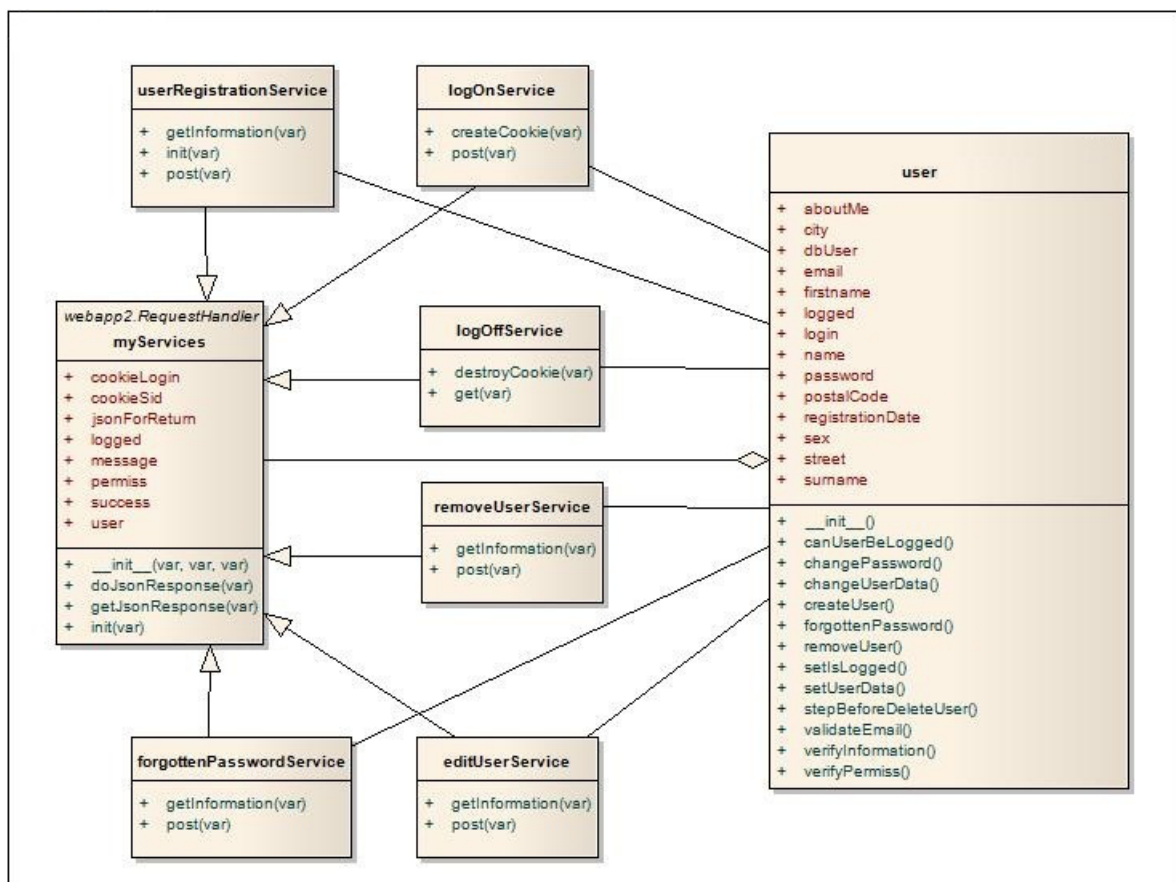 userRegistrationService
+ getInformation(var)
+ init(var)
+ post(var)
logOnService
+ createCookie(var)
+ post(var)
user
+ aboutMe
+ city
+ dbUser
+ email
+ firstname
+ logged
+ login
+ name
+ password
+ postalCode
+ registrationDate
+ sex
+ street
+ surname
+ __init__()
+ canUserBeLogged()
+ changePassword()
+ changeUserData()
+ createUser()
+ forgottenPassword()
+ removeUser()
+ setIsLogged()
+ setUserData()
+ stepBeforeDeleteUser()
+ validateEmail()
+ verifyInformation()
+ verifyPermiss()
webapp2.RequestHandler
myServices
+ cookieLogin
+ cookieSid
+ jsonForReturn
+ logged
+ message
+ permiss
+ success
+ user
+ __init__(var, var, var)
+ doJsonResponse(var)
+ getJsonResponse(var)
+ init(var)
logOffService
+ destroyCookie(var)
+ get(var)
removeUserService
+ getInformation(var)
+ post(var)
forgottenPasswordService
+ getInformation(var)
+ post(var)
editUserService
+ getInformation(var)
+ post(var)